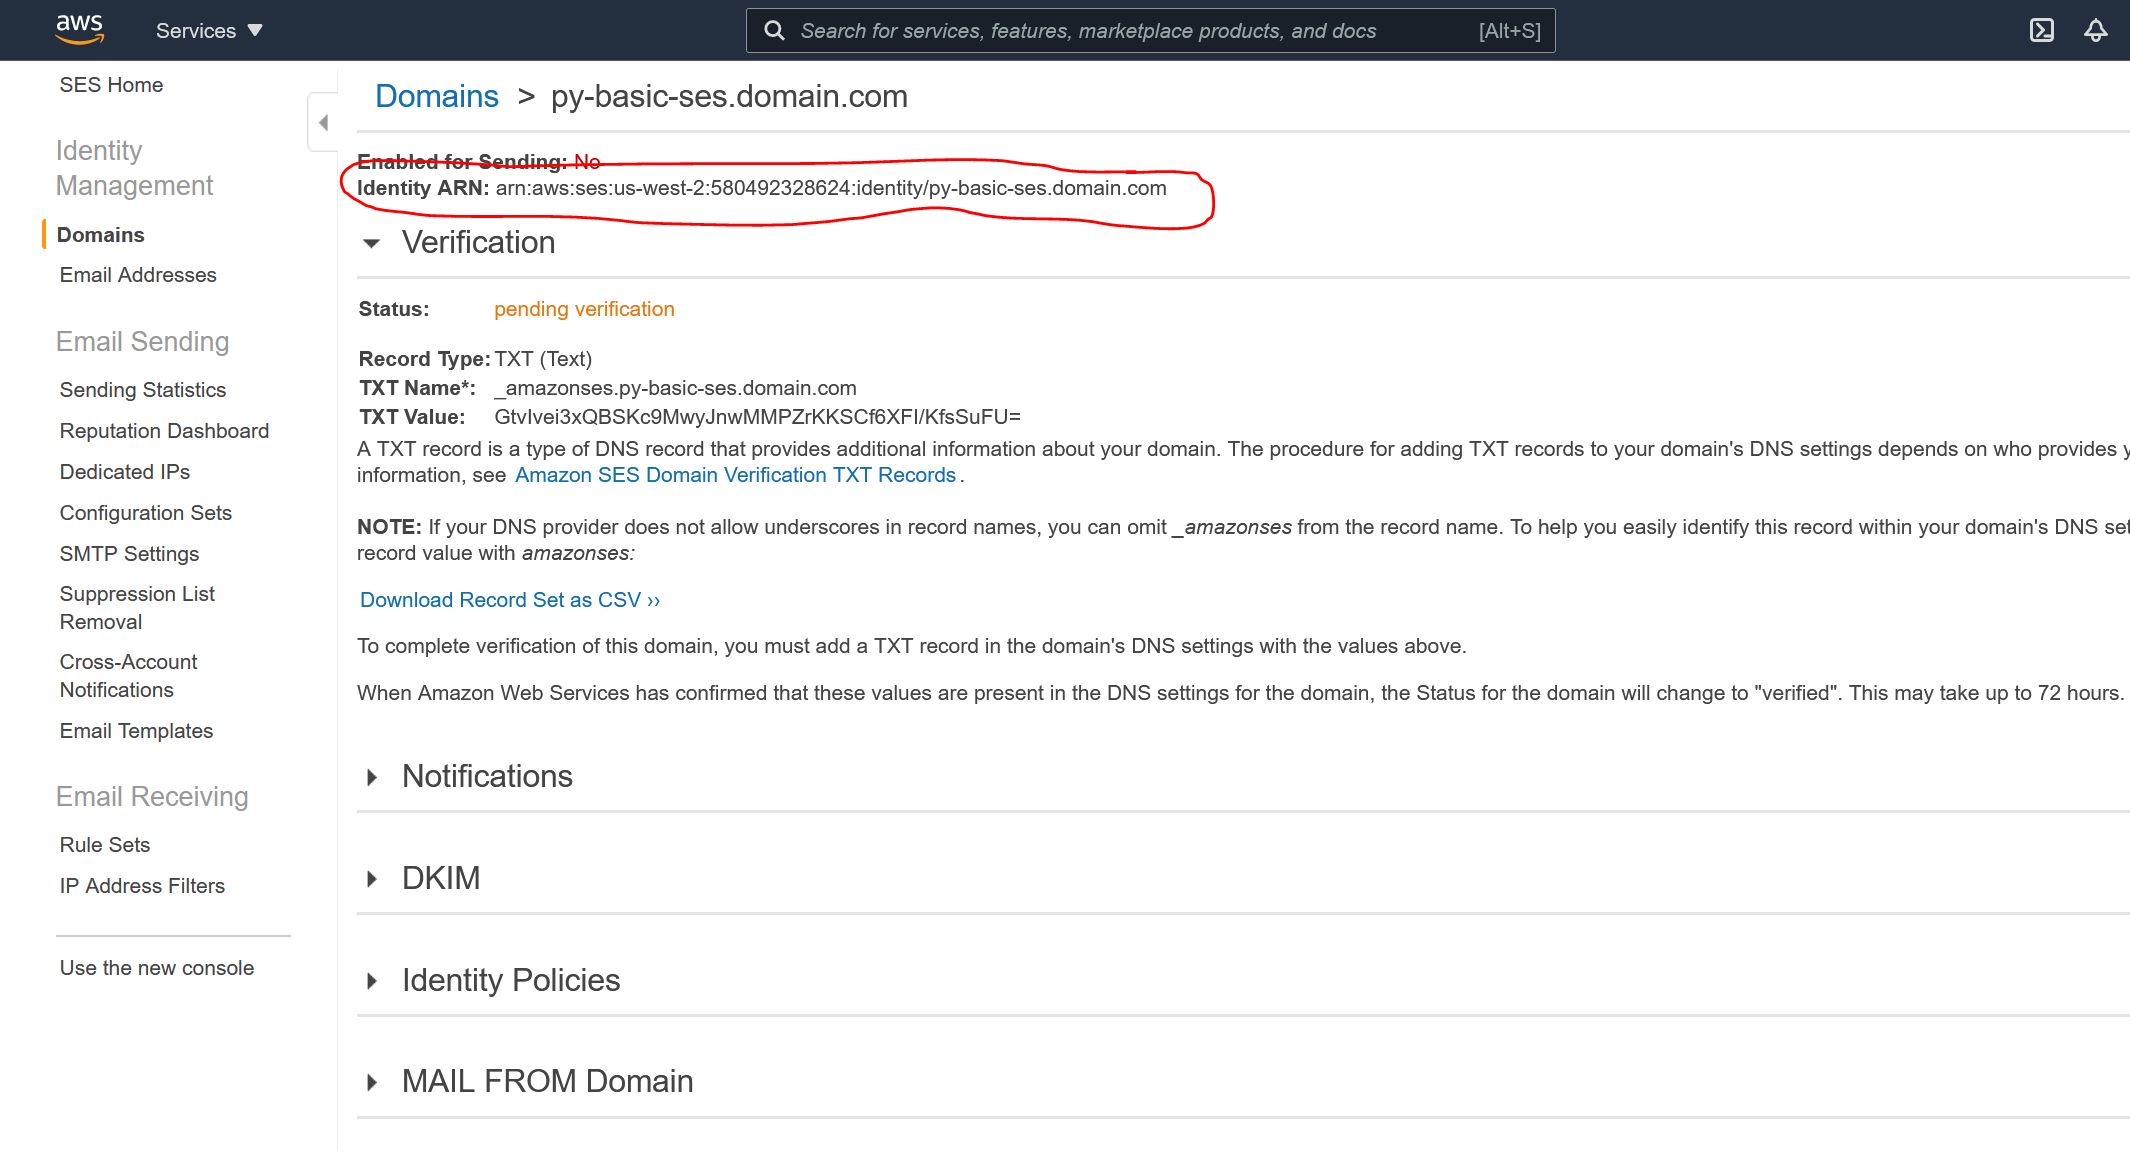 aws Services Search for services, features, marketplace products, and docs [Alt+S]
SES Home
Identity
Management
Domains
Email Addresses
Email Sending
Sending Statistics
Reputation Dashboard
Dedicated IPs
Configuration Sets
SMTP Settings
Suppression List
Removal
Cross-Account
Notifications
Email Templates
Email Receiving
Rule Sets
IP Address Filters
Use the new console
Domains > py-basic-ses.domain.com
Enabled for Sending: No
Identity ARN: arn:aws:ses:us-west-2:580492328624:identity/py-basic-ses.domain.com
Verification
Status: pending verification
Record Type: TXT (Text)
TXT Name*: _amazonses.py-basic-ses.domain.com
TXT Value: GtvIvei3xQBSKc9MwyJnwMMPZrKKSCf6XFI/KfsSuFU=
A TXT record is a type of DNS record that provides additional information about your domain. The procedure for adding TXT records to your domain's DNS settings depends on who provides y
information, see Amazon SES Domain Verification TXT Records.
NOTE: If your DNS provider does not allow underscores in record names, you can omit _amazonses from the record name. To help you easily identify this record within your domain's DNS set
record value with amazonses:
Download Record Set as CSV ››
To complete verification of this domain, you must add a TXT record in the domain's DNS settings with the values above.
When Amazon Web Services has confirmed that these values are present in the DNS settings for the domain, the Status for the domain will change to "verified". This may take up to 72 hours.
Notifications
DKIM
Identity Policies
MAIL FROM Domain